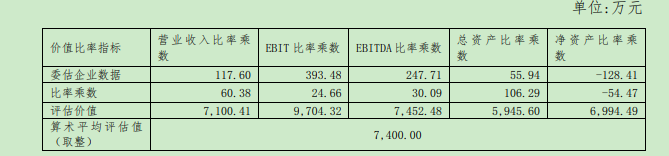 单位:万元
价值比率指标 营业收入比率乘数 EBIT 比率乘数 EBITDA 比率乘数 总资产比率乘数 净资产比率乘数
委估企业数据 117.60 393.48 247.71 55.94 -128.41
比率乘数 60.38 24.66 30.09 106.29 -54.47
评估价值 7,100.41 9,704.32 7,452.48 5,945.60 6,994.49
算术平均评估值（取整） 7,400.00